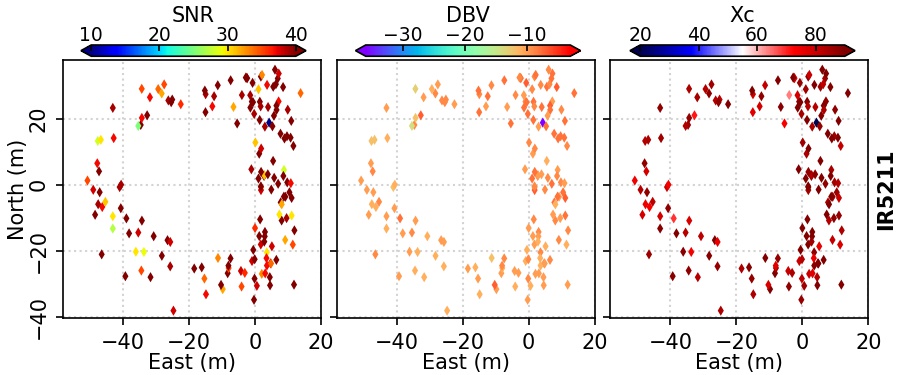 SNR DBV Xc
10 20 30 40 −30 −20 −10 20 40 60 80
20
0
−20
−40
North (m)
−40 −20 0 20 −40 −20 0 20 −40 −20 0 20
East (m) East (m) East (m)
IR5211